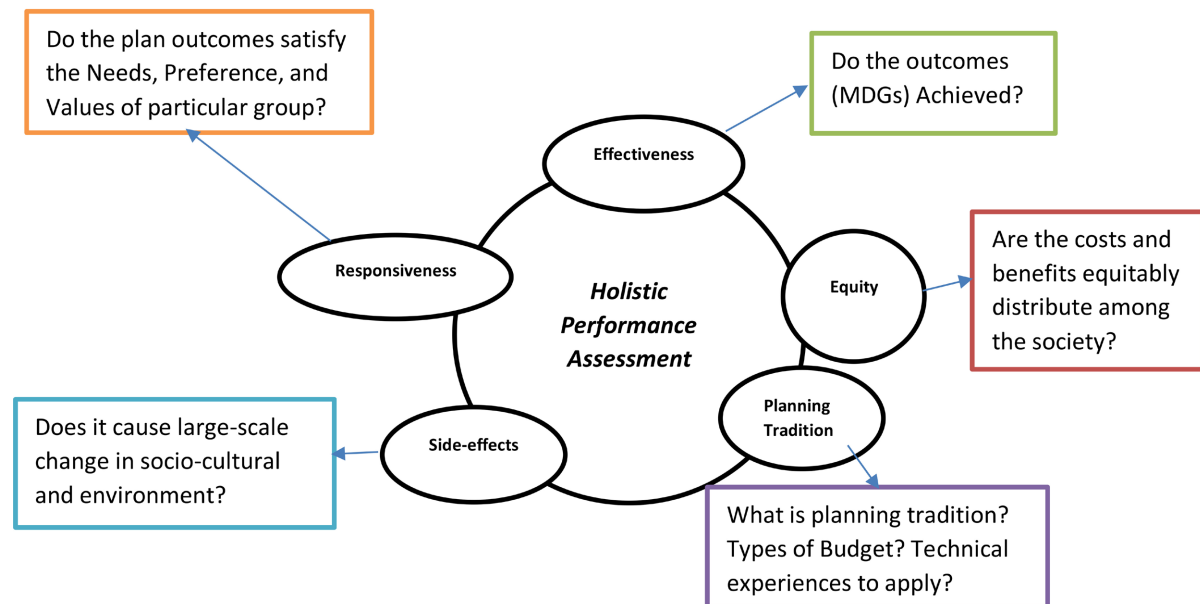 Do the plan outcomes satisfy
the Needs, Preference, and
Values of particular group?
Do the outcomes
(MDGs) Achieved?
Effectiveness
Responsiveness
Equity
Are the costs and
benefits equitably
distribute among
the society?
Holistic
Performance
Assessment
Planning
Tradition
Side-effects
Does it cause large-scale
change in socio-cultural
and environment?
What is planning tradition?
Types of Budget? Technical
experiences to apply?